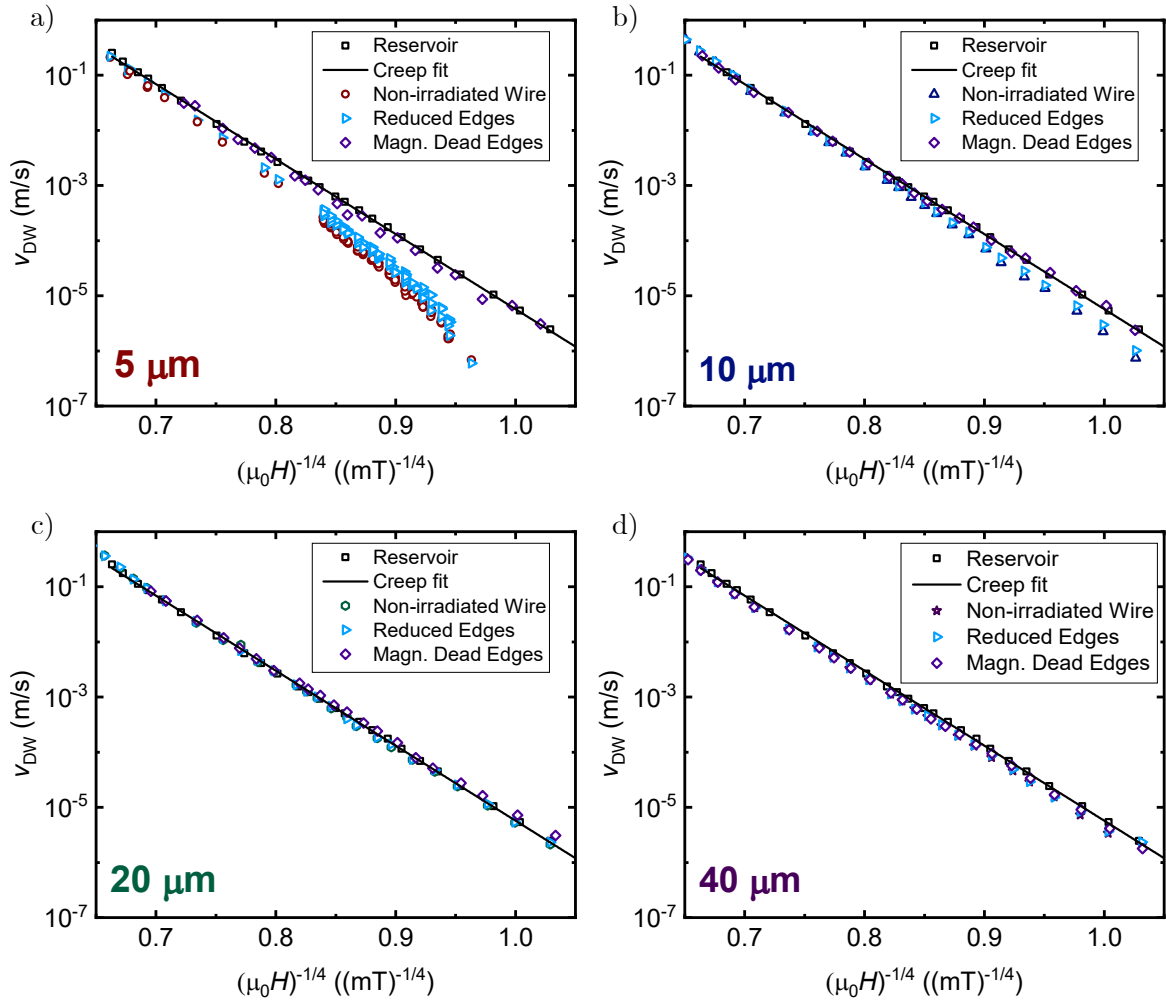 a)
10⁻¹
10⁻³
10⁻⁵
10⁻⁷
v_DW (m/s)
Reservoir
Creep fit
Non-irradiated Wire
Reduced Edges
Magn. Dead Edges
5 μm
0.7 0.8 0.9 1.0
(μ₀H)⁻¹/⁴ ((mT)⁻¹/⁴)
b)
10⁻¹
10⁻³
10⁻⁵
10⁻⁷
v_DW (m/s)
Reservoir
Creep fit
Non-irradiated Wire
Reduced Edges
Magn. Dead Edges
10 μm
0.7 0.8 0.9 1.0
(μ₀H)⁻¹/⁴ ((mT)⁻¹/⁴)
c)
10⁻¹
10⁻³
10⁻⁵
10⁻⁷
v_DW (m/s)
Reservoir
Creep fit
Non-irradiated Wire
Reduced Edges
Magn. Dead Edges
20 μm
0.7 0.8 0.9 1.0
(μ₀H)⁻¹/⁴ ((mT)⁻¹/⁴)
d)
10⁻¹
10⁻³
10⁻⁵
10⁻⁷
v_DW (m/s)
Reservoir
Creep fit
Non-irradiated Wire
Reduced Edges
Magn. Dead Edges
40 μm
0.7 0.8 0.9 1.0
(μ₀H)⁻¹/⁴ ((mT)⁻¹/⁴)